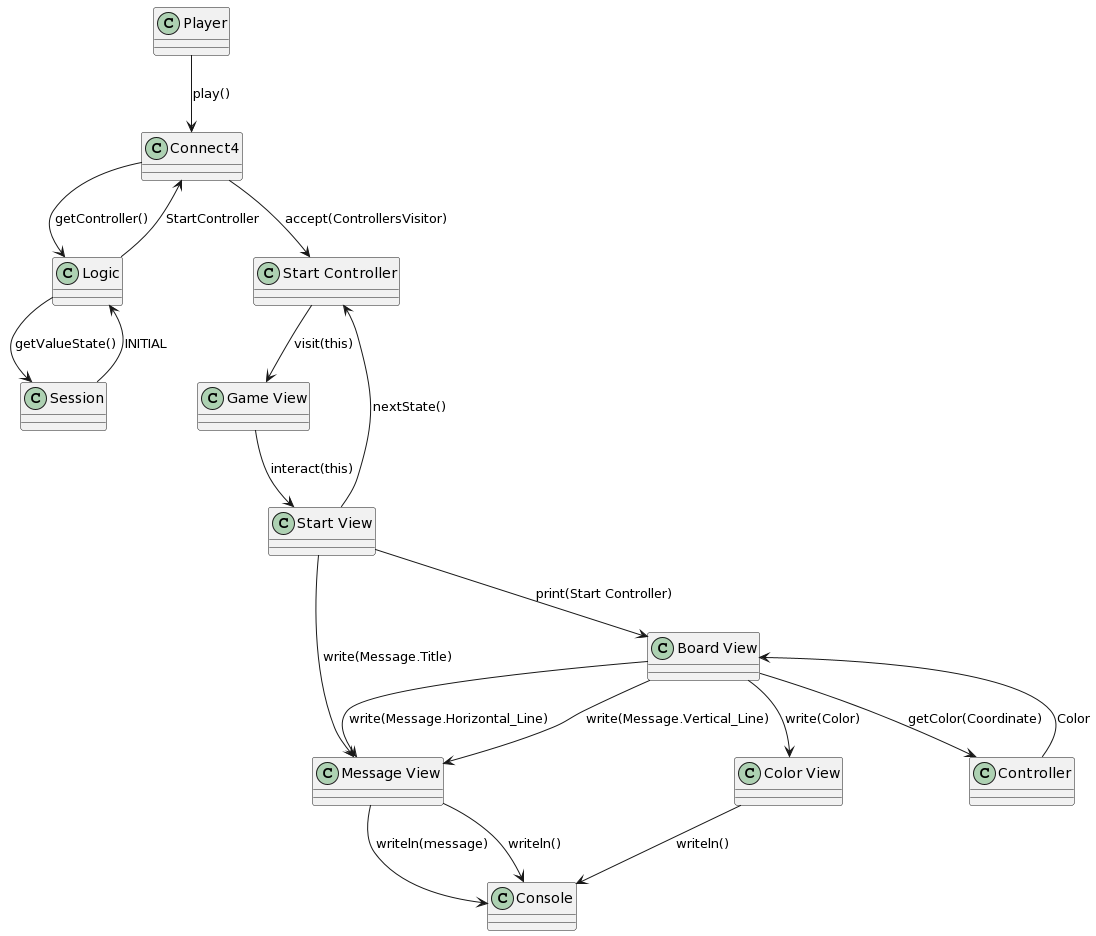 C Player
play()
C Connect4
getController()
StartController
accept(ControllersVisitor)
C Logic
C Start Controller
getValueState()
INITIAL
visit(this)
nextState()
C Session
C Game View
interact(this)
C Start View
print(Start Controller)
write(Message.Title)
C Board View
write(Message.Horizontal_Line)
write(Message.Vertical_Line)
write(Color)
getColor(Coordinate)
Color
C Message View
C Color View
C Controller
writeln(message)
writeln()
writeln()
C Console